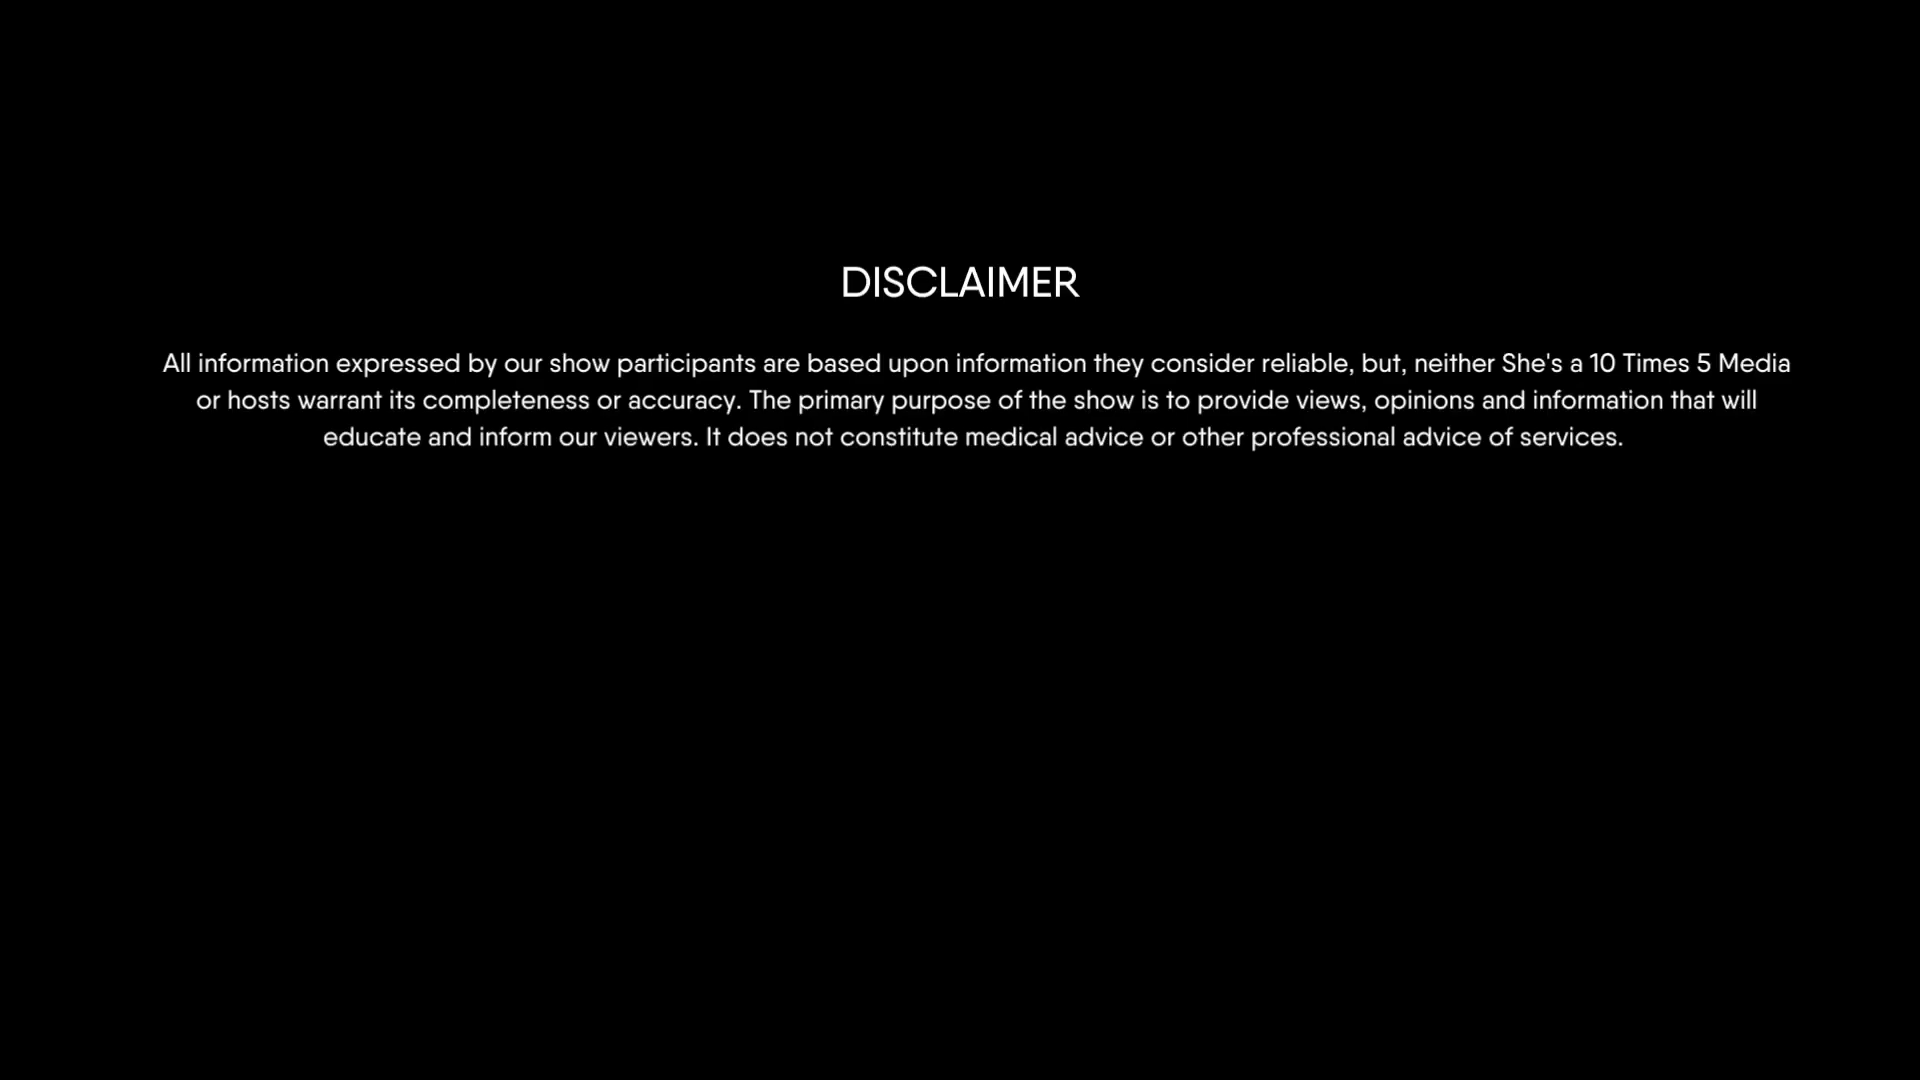 DISCLAIMER
All information expressed by our show participants are based upon information they consider reliable, but, neither She's a 10 Times 5 Media
or hosts warrant its completeness or accuracy. The primary purpose of the show is to provide views, opinions and information that will
educate and inform our viewers. It does not constitute medical advice or other professional advice of services.